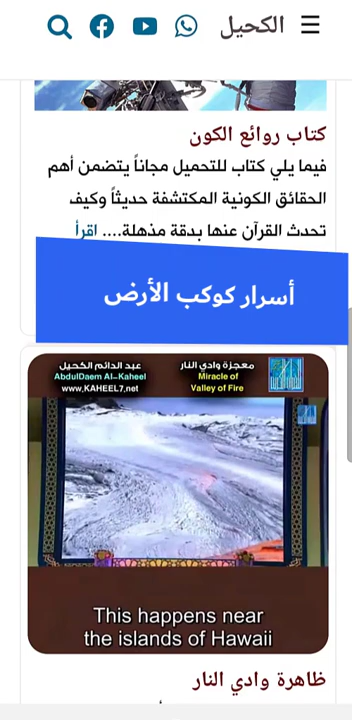 الكحيل
كتاب روائع الكون
فيما يلي كتاب للتحميل مجاناً يتضمن أهم
الحقائق الكونية المكتشفة حديثاً وكيف
تحدث القرآن عنها بدقة مذهلة.... اقرأ
أسرار كوكب الأرض
معجزة وادي النار
Miracle of
Valley of Fire
عبد الدائم الكحيل
AbdulDaem Al-Kaheel
www.KAHEEL7.net
This happens near
the islands of Hawaii
ظاهرة وادي النار